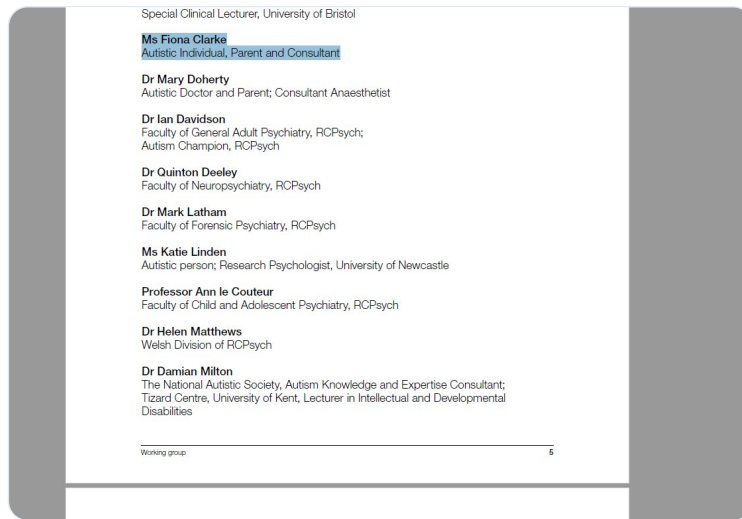 Special Clinical Lecturer, University of Bristol
Ms Fiona Clarke
Autistic Individual, Parent and Consultant
Dr Mary Doherty
Autistic Doctor and Parent; Consultant Anaesthetist
Dr Ian Davidson
Faculty of General Adult Psychiatry, RCPsych;
Autism Champion, RCPsych
Dr Quinton Deeley
Faculty of Neuropsychiatry, RCPsych
Dr Mark Latham
Faculty of Forensic Psychiatry, RCPsych
Ms Katie Linden
Autistic person; Research Psychologist, University of Newcastle
Professor Ann le Couteur
Faculty of Child and Adolescent Psychiatry, RCPsych
Dr Helen Matthews
Welsh Division of RCPsych
Dr Damian Milton
The National Autistic Society, Autism Knowledge and Expertise Consultant;
Tizard Centre, University of Kent, Lecturer in Intellectual and Developmental
Disabilities
Working group 5